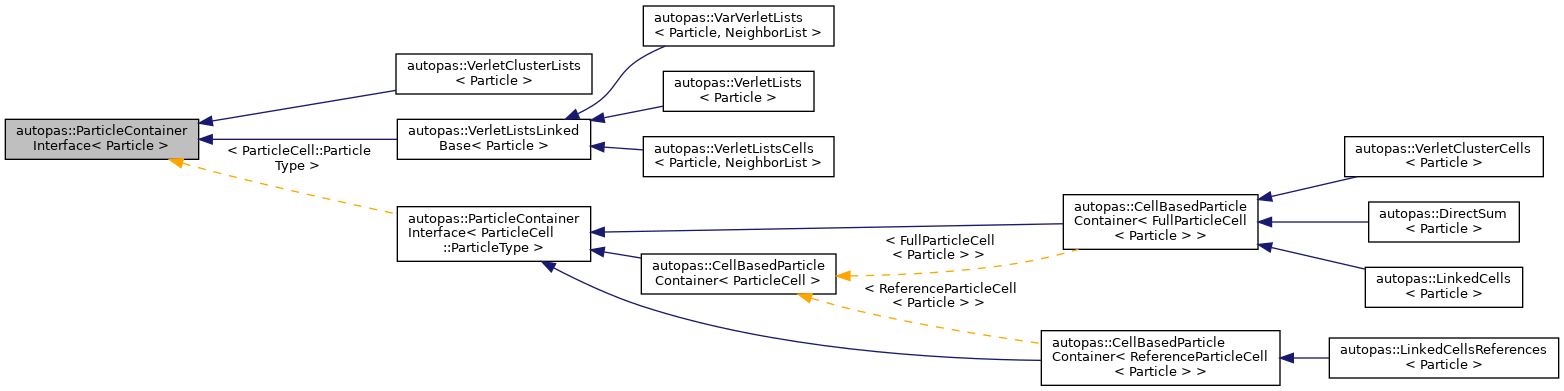 autopas::ParticleContainer
Interface< Particle >
autopas::VerletClusterLists
< Particle >
autopas::VerletListsLinked
Base< Particle >
< ParticleCell::Particle
Type >
autopas::ParticleContainer
Interface< ParticleCell
::ParticleType >
autopas::VarVerletLists
< Particle, NeighborList >
autopas::VerletLists
< Particle >
autopas::VerletListsCells
< Particle, NeighborList >
autopas::CellBasedParticle
Container< ParticleCell >
< FullParticleCell
< Particle > >
< ReferenceParticleCell
< Particle > >
autopas::CellBasedParticle
Container< FullParticleCell
< Particle > >
autopas::CellBasedParticle
Container< ReferenceParticleCell
< Particle > >
autopas::VerletClusterCells
< Particle >
autopas::DirectSum
< Particle >
autopas::LinkedCells
< Particle >
autopas::LinkedCellsReferences
< Particle >